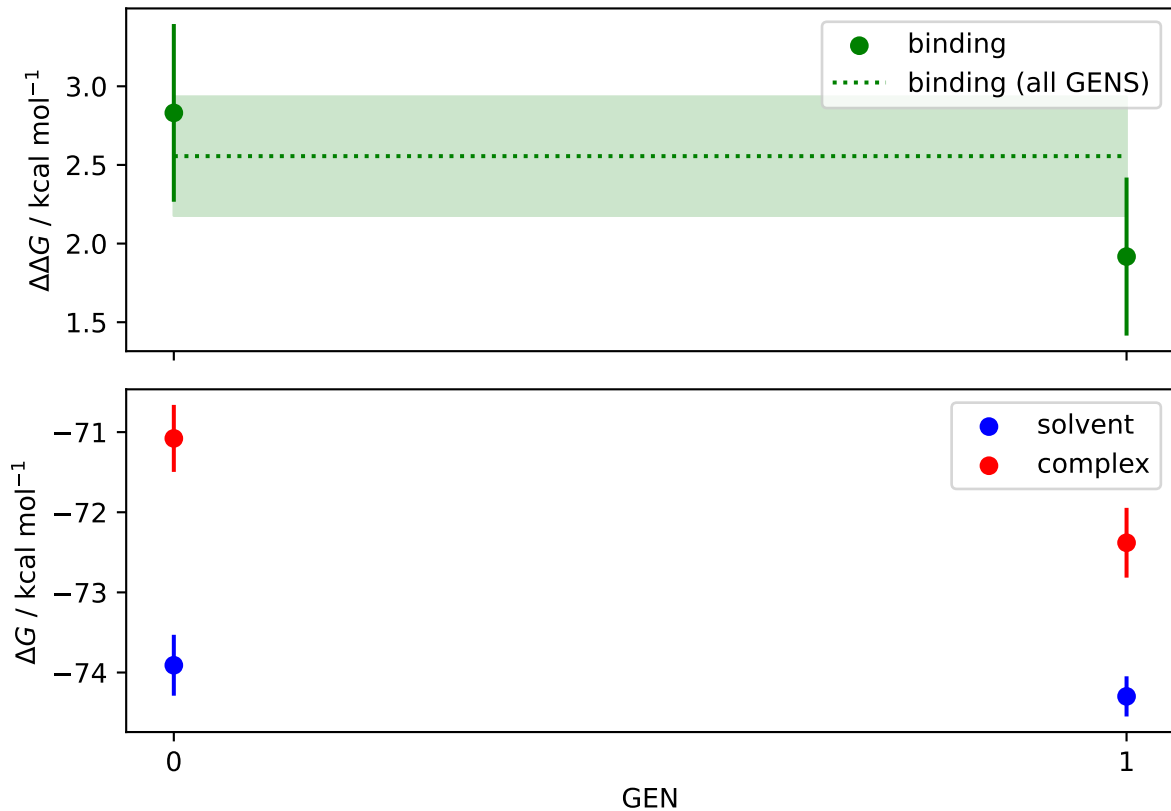 binding
binding (all GENS)
ΔΔG / kcal mol⁻¹
3.0
2.5
2.0
1.5
solvent
complex
ΔG / kcal mol⁻¹
−71
−72
−73
−74
0
1
GEN